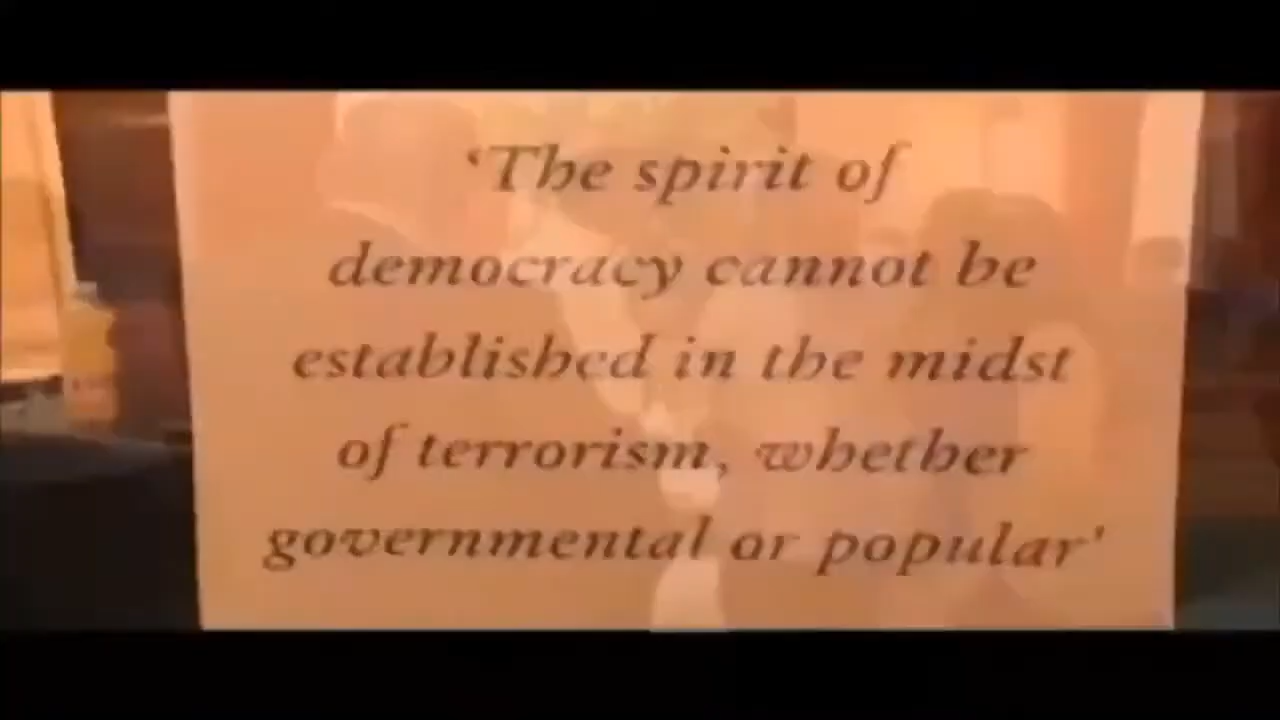 ‘The spirit of
democracy cannot be
established in the midst
of terrorism, whether
governmental or popular’